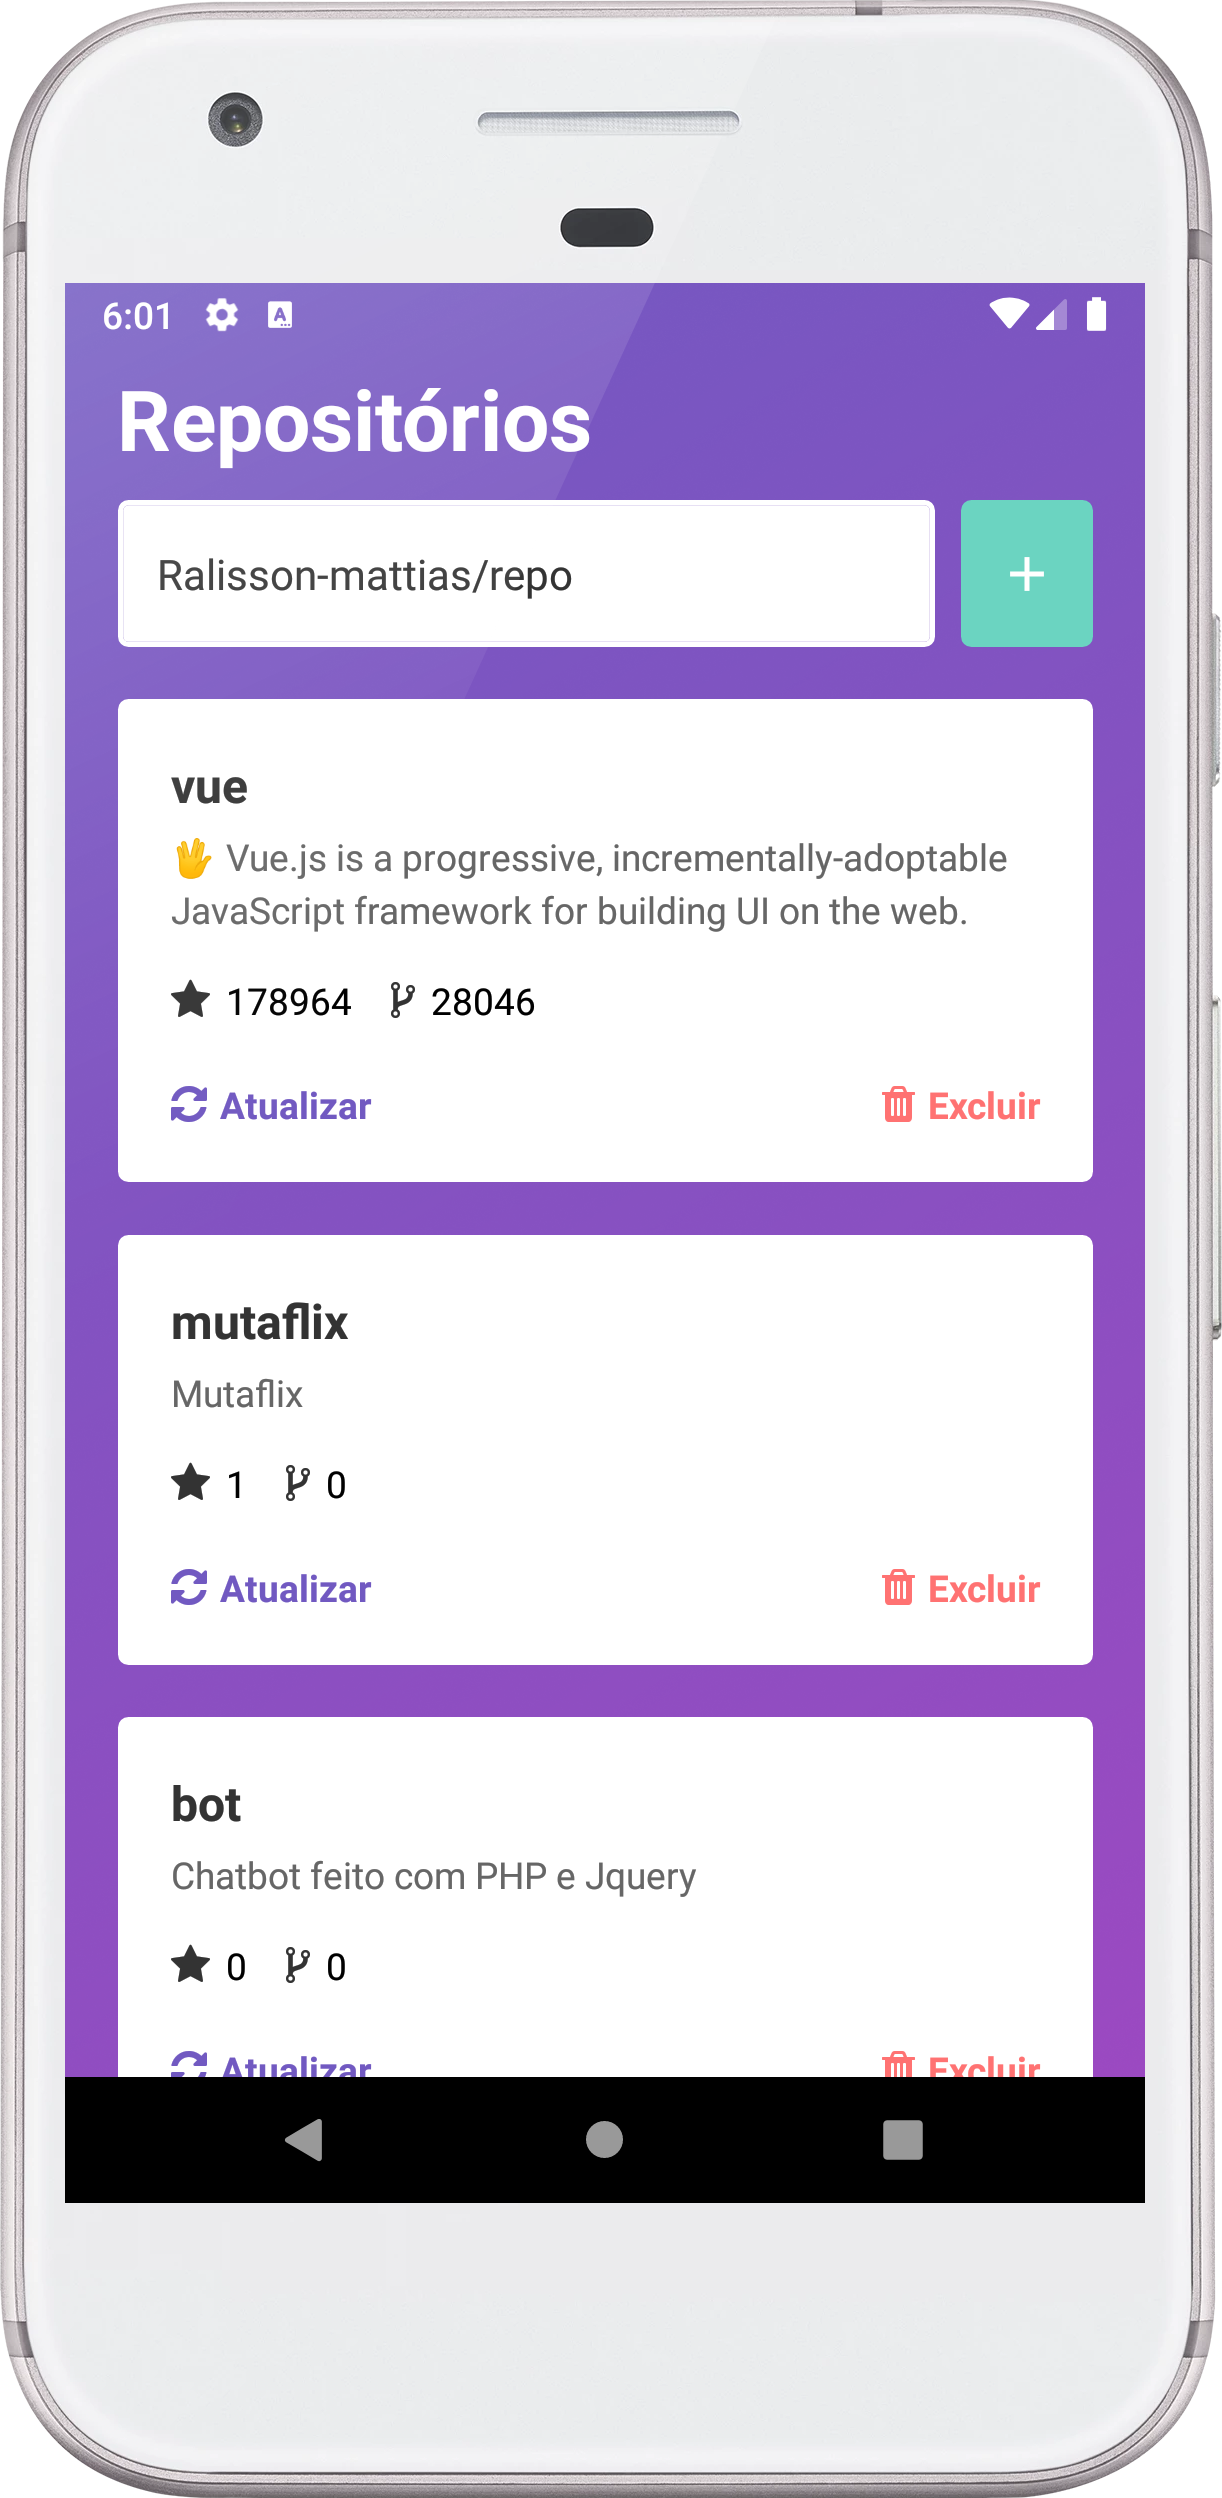 6:01
Repositórios
Ralisson-mattias/repo
+
vue
🖖 Vue.js is a progressive, incrementally-adoptable
JavaScript framework for building UI on the web.
178964 28046
Atualizar Excluir
mutaflix
Mutaflix
1 0
Atualizar Excluir
bot
Chatbot feito com PHP e Jquery
0 0
Atualizar Excluir